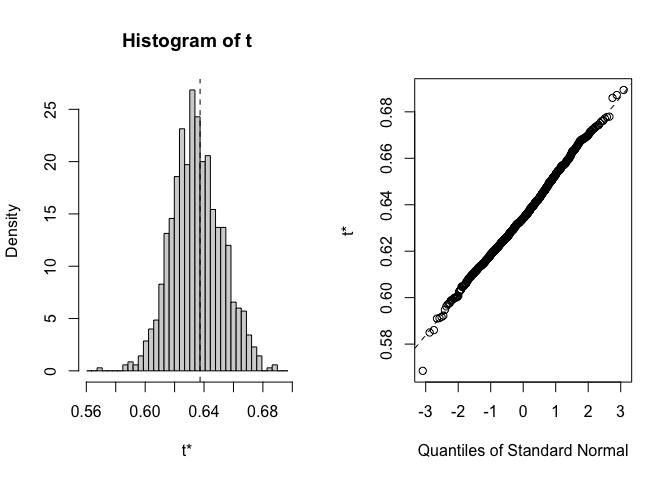 Histogram of t
Density
0 5 10 15 20 25
0.56 0.60 0.64 0.68
t*
t*
0.58 0.60 0.62 0.64 0.66 0.68
-3 -2 -1 0 1 2 3
Quantiles of Standard Normal